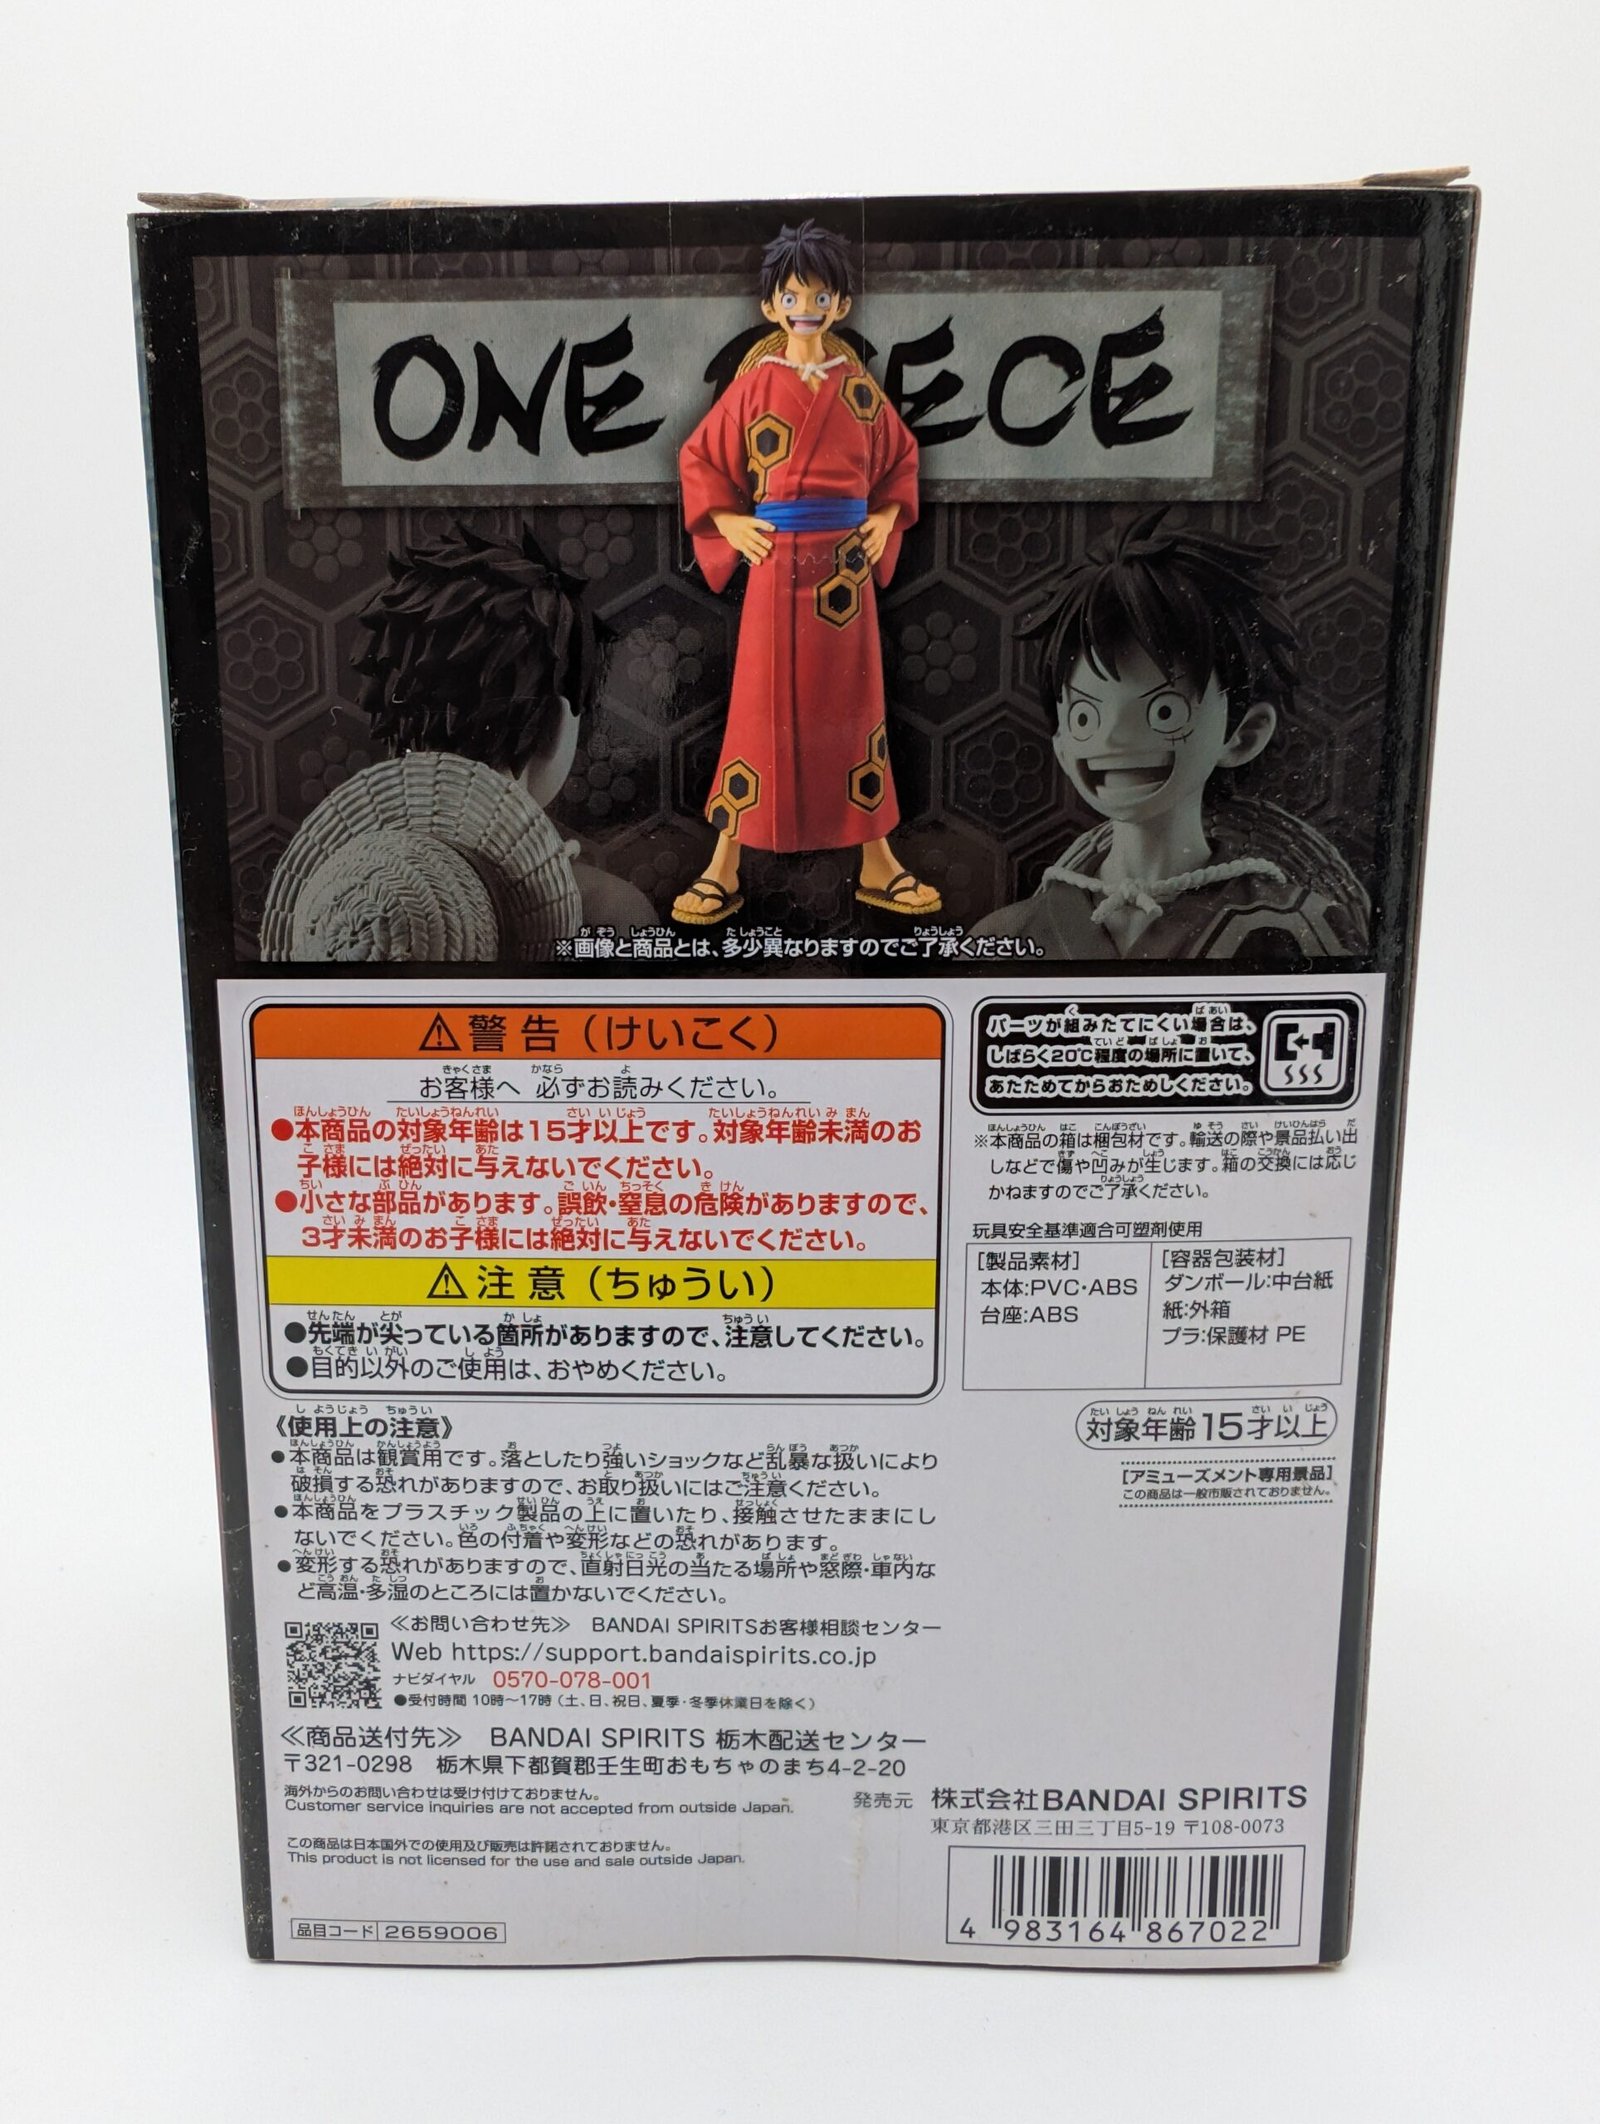 ONE PIECE
※画像と商品とは、多少異なりますのでご了承ください。
⚠警告(けいこく)
お客様へ 必ずお読みください。
●本商品の対象年齢は15才以上です。対象年齢未満のお
子様には絶対に与えないでください。
●小さな部品があります。誤飲・窒息の危険がありますので、
3才未満のお子様には絶対に与えないでください。
⚠注意(ちゅうい)
●先端が尖っている箇所がありますので、注意してください。
●目的以外のご使用は、おやめください。
《使用上の注意》
●本商品は観賞用です。落としたり強いショックなど乱暴な扱いにより
破損する恐れがありますので、お取り扱いにはご注意ください。
●本商品をプラスチック製品の上に置いたり、接触させたままにし
ないでください。色の付着や変形などの恐れがあります。
●変形する恐れがありますので、直射日光の当たる場所や窓際・車内な
ど高温・多湿のところには置かないでください。
≪お問い合わせ先≫ BANDAI SPIRITSお客様相談センター
Web https://support.bandaispirits.co.jp
ナビダイヤル 0570-078-001
●受付時間 10時～17時（土、日、祝日、夏季・冬季休業日を除く）
≪商品送付先≫ BANDAI SPIRITS 栃木配送センター
〒321-0298 栃木県下都賀郡壬生町おもちゃのまち4-2-20
海外からのお問い合わせは受け付けておりません。
Customer service inquiries are not accepted from outside Japan.
この商品は日本国外での使用及び販売は許諾されておりません。
This product is not licensed for the use and sale outside Japan.
品目コード 2659006
パーツが組みたてにくい場合は、
しばらく20℃程度の場所に置いて、
あたためてからおためしください。
※本商品の箱は梱包材です。輸送の際や景品払い出
しなどで傷や凹みが生じます。箱の交換には応じ
かねますのでご了承ください。
玩具安全基準適合可塑剤使用
[製品素材]
本体:PVC・ABS
台座:ABS
[容器包装材]
ダンボール:中台紙
紙:外箱
プラ:保護材 PE
対象年齢15才以上
[アミューズメント専用景品]
この商品は一般市販されておりません。
発売元 株式会社BANDAI SPIRITS
東京都港区三田三丁目5-19 〒108-0073
4 983164 867022